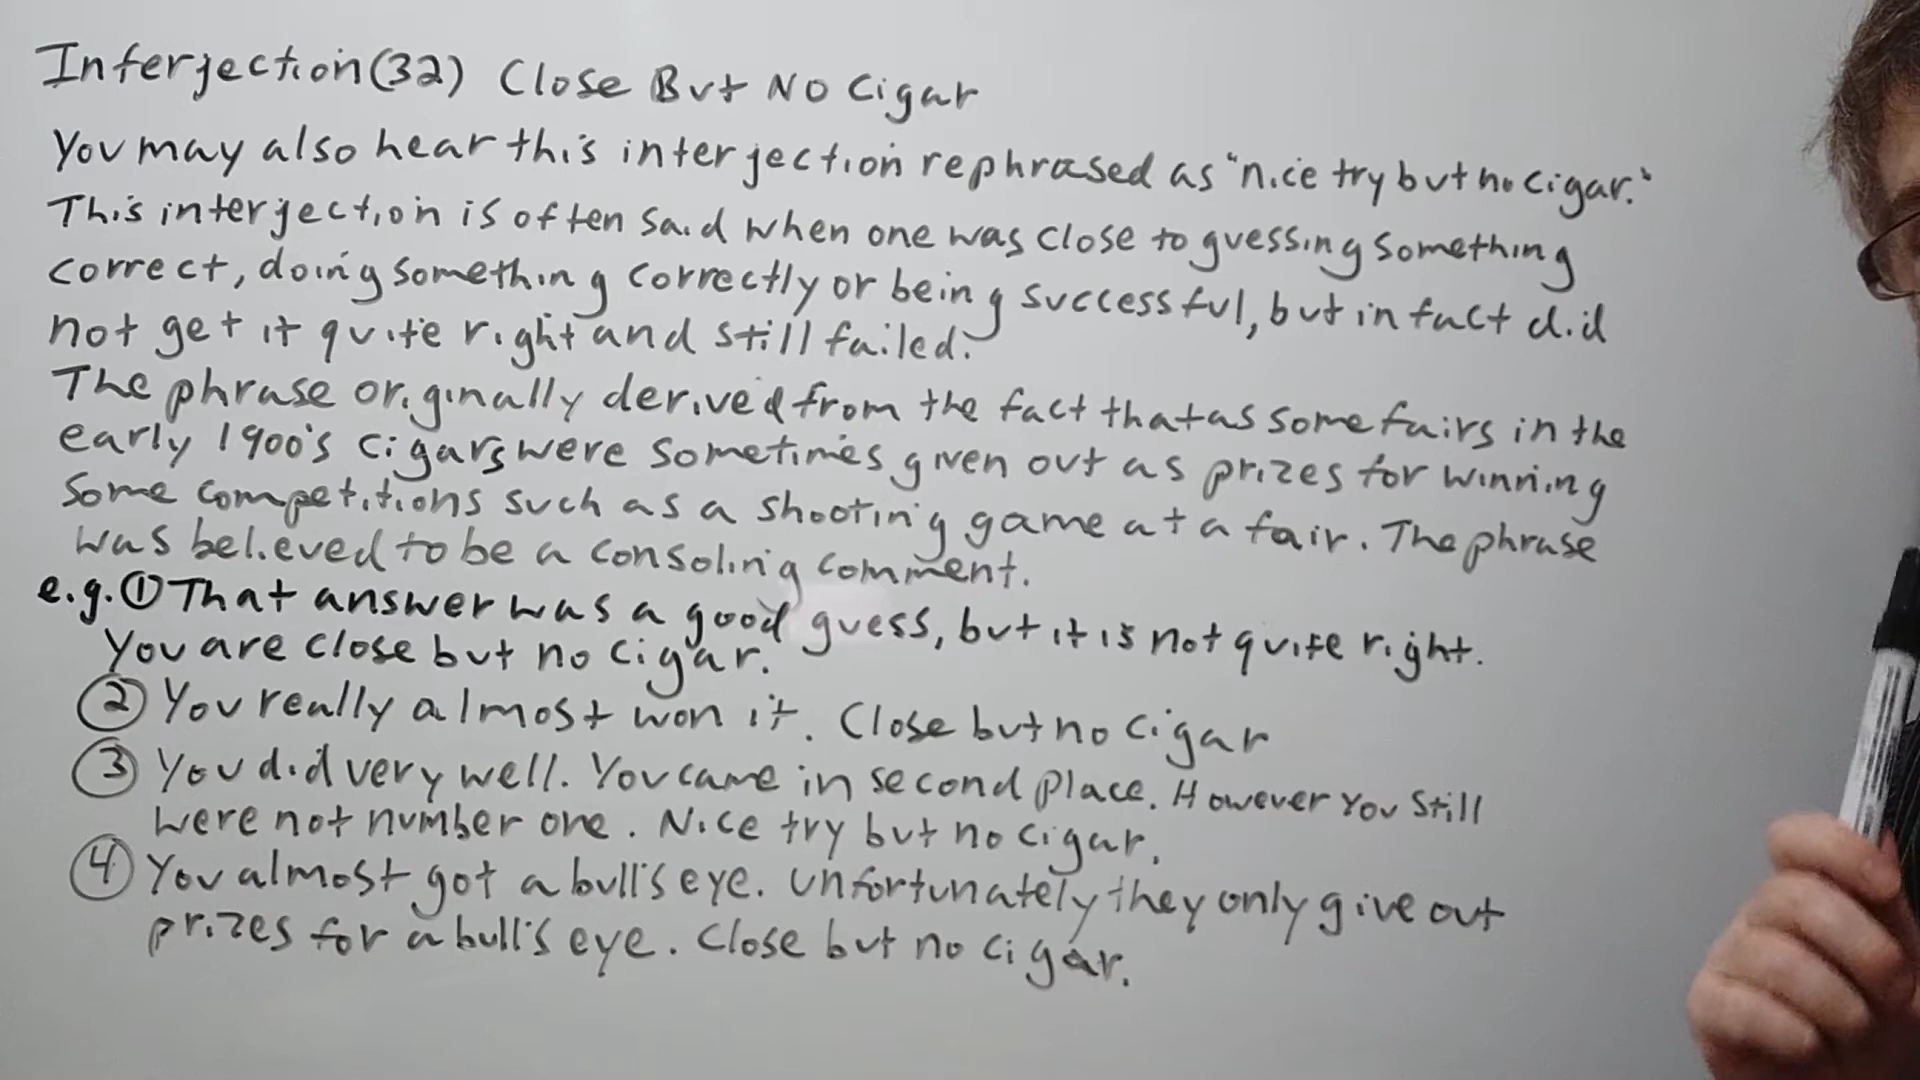 Interjection(32) Close But No Cigar
You may also hear this interjection rephrased as "nice try but no cigar."
This interjection is often said when one was close to guessing something
correct, doing something correctly or being successful, but in fact did
not get it quite right and still failed.
The phrase originally derived from the fact that as some fairs in the
early 1900's cigars were sometimes given out as prizes for winning
some competitions such as a shooting game at a fair. The phrase
was believed to be a consoling comment.
e.g. ① That answer was a good guess, but it is not quite right.
You are close but no cigar.
② You really almost won it. Close but no cigar
③ You did very well. You came in second place. However you still
were not number one. Nice try but no cigar.
④ You almost got a bull's eye. Unfortunately they only give out
prizes for a bull's eye. Close but no cigar.